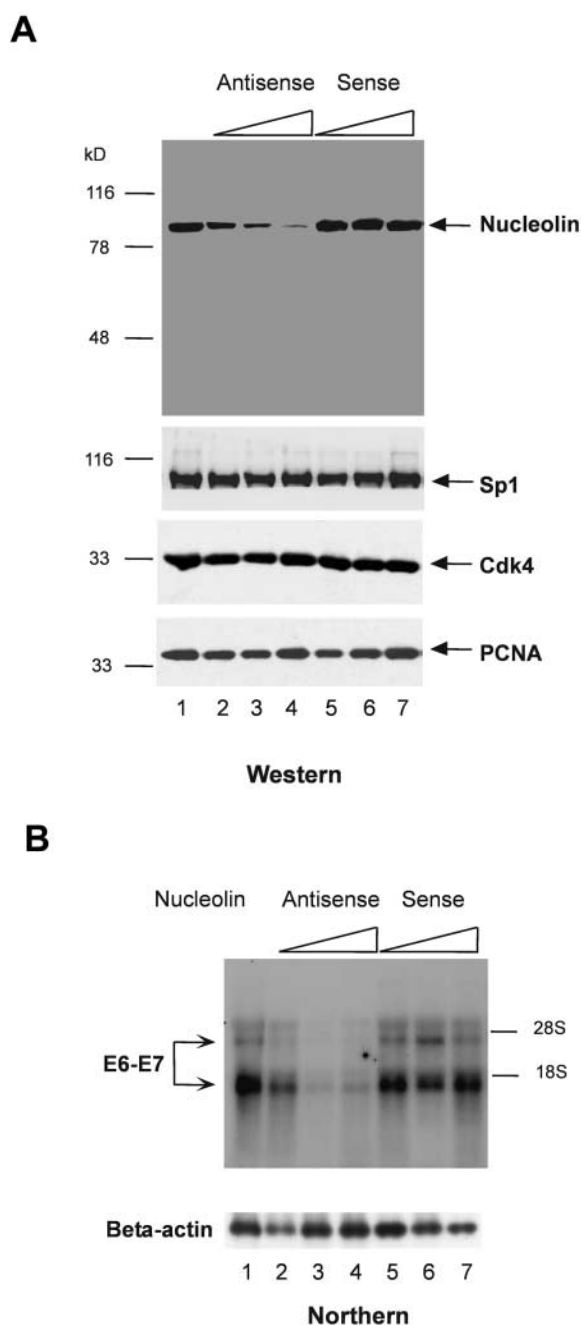 A
Antisense Sense
kD
116
78
48
Nucleolin
116
Sp1
33
Cdk4
33
PCNA
1 2 3 4 5 6 7
Western
B
Nucleolin Antisense Sense
E6-E7
28S
18S
Beta-actin
1 2 3 4 5 6 7
Northern